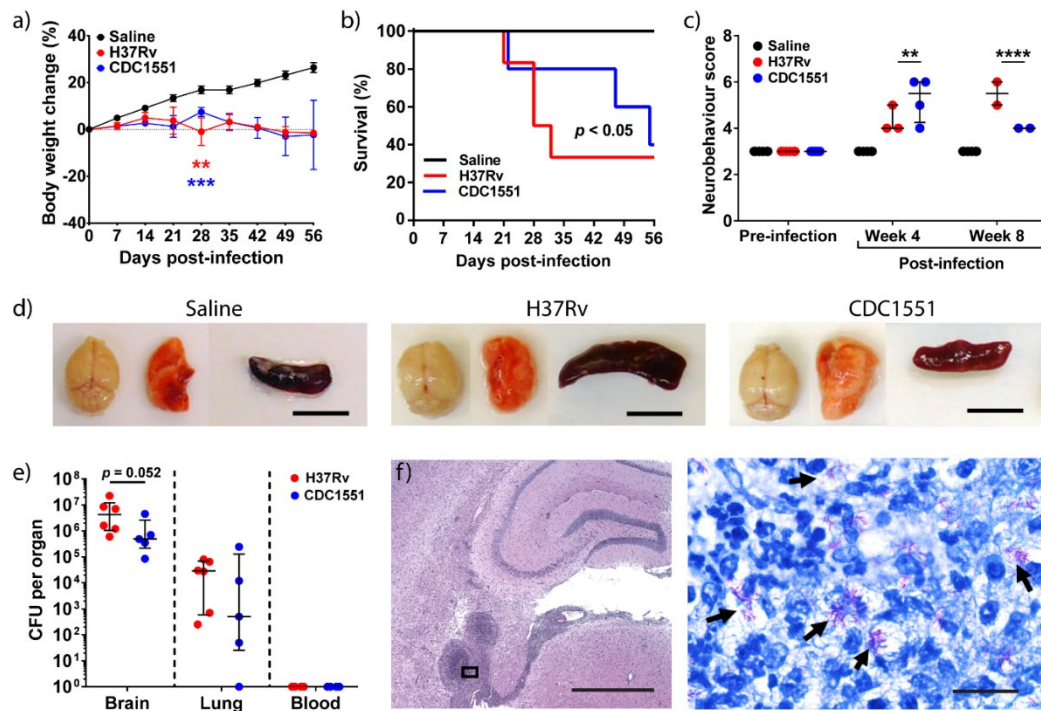 a)
Body weight change (%)
40
20
0
-20
-40
Saline
H37Rv
CDC1551
**
***
0 7 14 21 28 35 42 49 56
Days post-infection
b)
Survival (%)
100
80
60
40
20
0
p < 0.05
Saline
H37Rv
CDC1551
0 7 14 21 28 35 42 49 56
Days post-infection
c)
Neurobehaviour score
8
6
4
2
0
Saline
H37Rv
CDC1551
**
****
Pre-infection Week 4 Week 8
Post-infection
d)
Saline
H37Rv
CDC1551
e)
CFU per organ
10⁸
10⁷
10⁶
10⁵
10⁴
10³
10²
10¹
10⁰
p = 0.052
H37Rv
CDC1551
Brain Lung Blood
f)